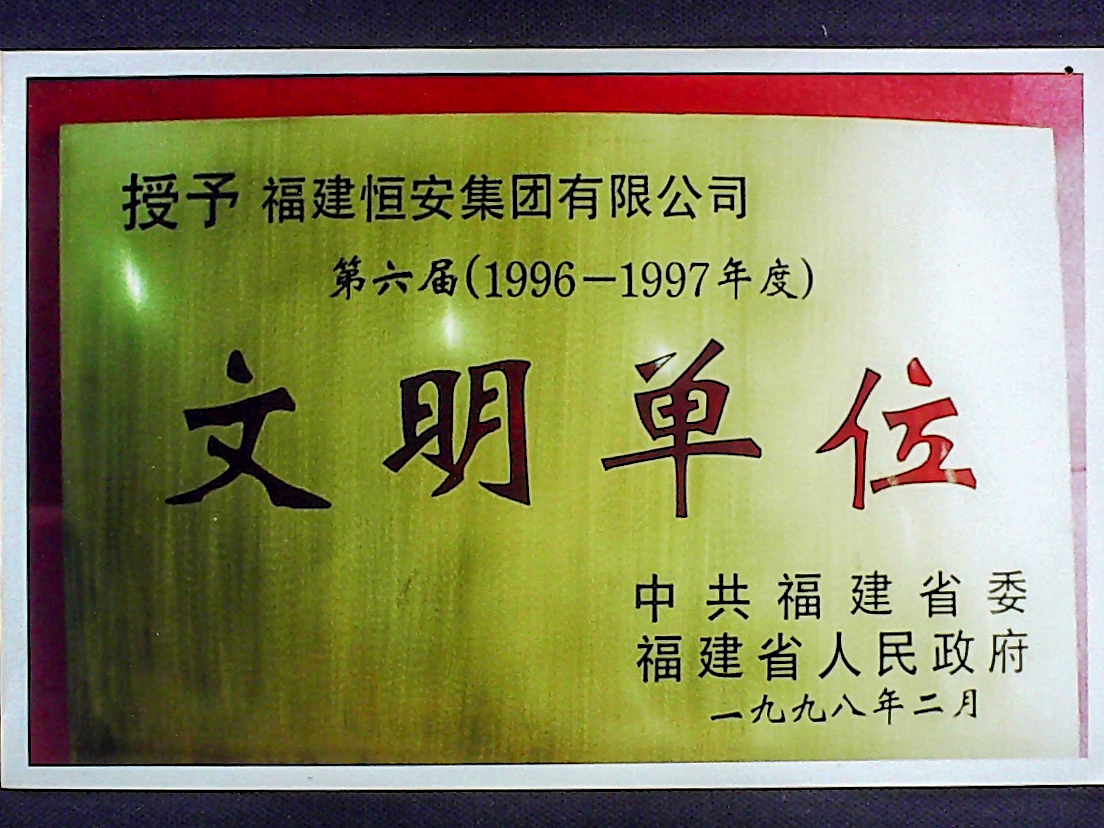 授予 福建恒安集团有限公司
第六届(1996-1997年度)
文明单位
中共福建省委
福建省人民政府
一九九八年二月